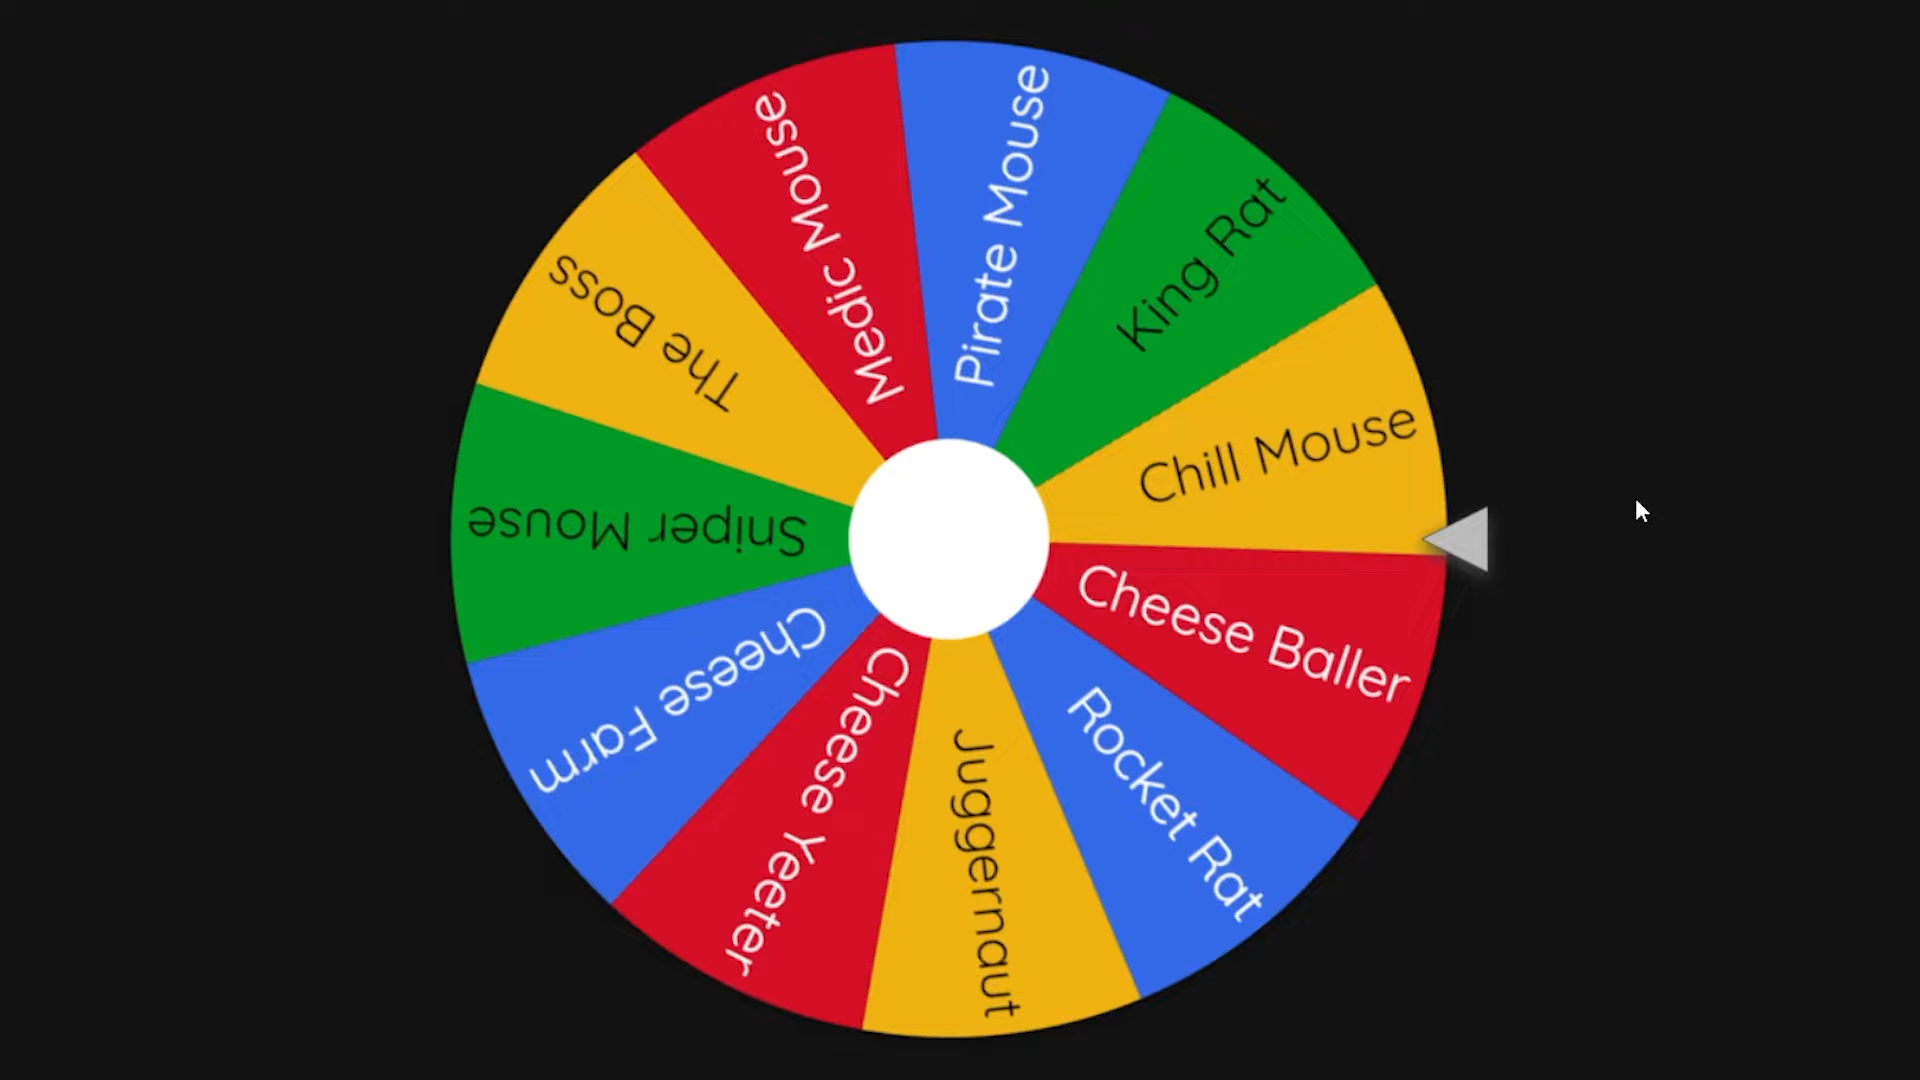 Pirate Mouse
King Rat
Chill Mouse
Cheese Baller
Rocket Rat
Juggernaut
Cheese Yeeter
Cheese Farm
Sniper Mouse
The Boss
Medic Mouse